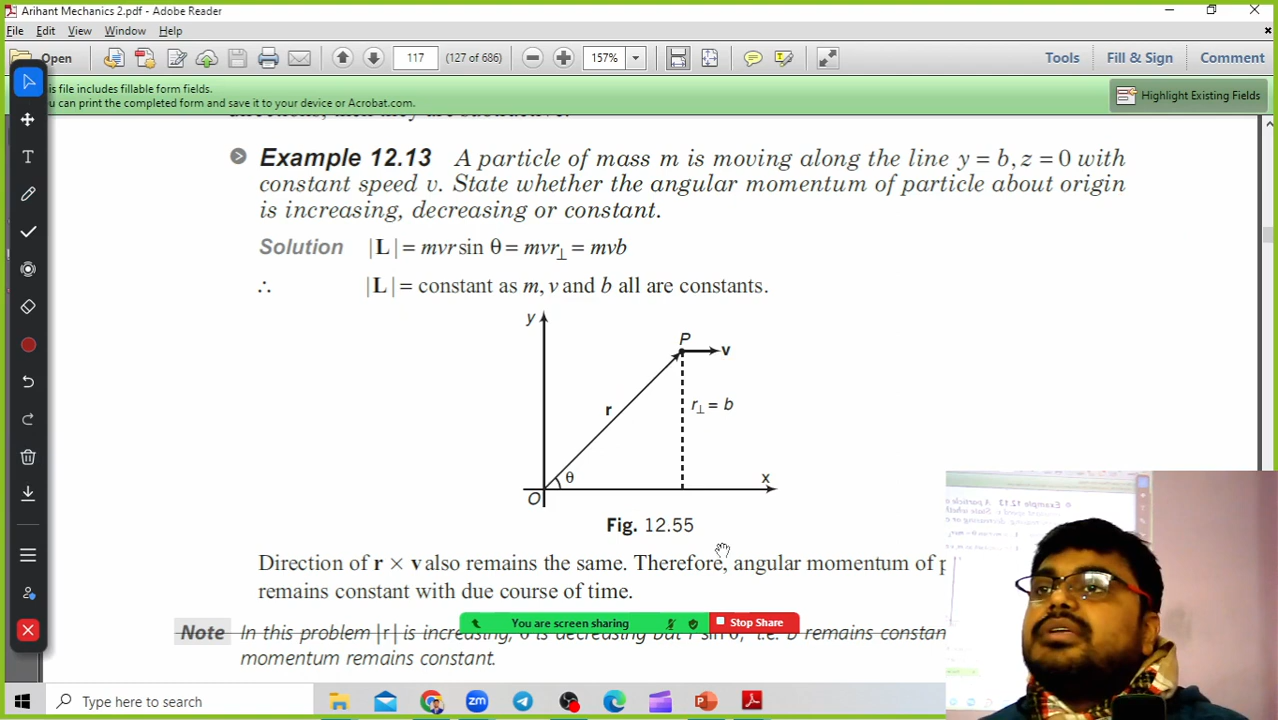 Arihant Mechanics 2.pdf - Adobe Reader
File Edit View Window Help
Open 117 (127 of 686) 157% Tools Fill & Sign Comment
is file includes fillable form fields.
u can print the completed form and save it to your device or Acrobat.com.
Highlight Existing Fields
directions, then they are subtractive.
Example 12.13 A particle of mass m is moving along the line y = b, z = 0 with
constant speed v. State whether the angular momentum of particle about origin
is increasing, decreasing or constant.
Solution |L| = mvr sin θ = mvr⊥ = mvb
∴ |L| = constant as m, v and b all are constants.
y
P
v
r
r⊥ = b
θ
x
O
Fig. 12.55
Direction of r × v also remains the same. Therefore, angular momentum of p
remains constant with due course of time.
You are screen sharing Stop Share
Note In this problem |r| is increasing, θ is decreasing but r sin θ, i.e. b remains constan
momentum remains constant.
Type here to search